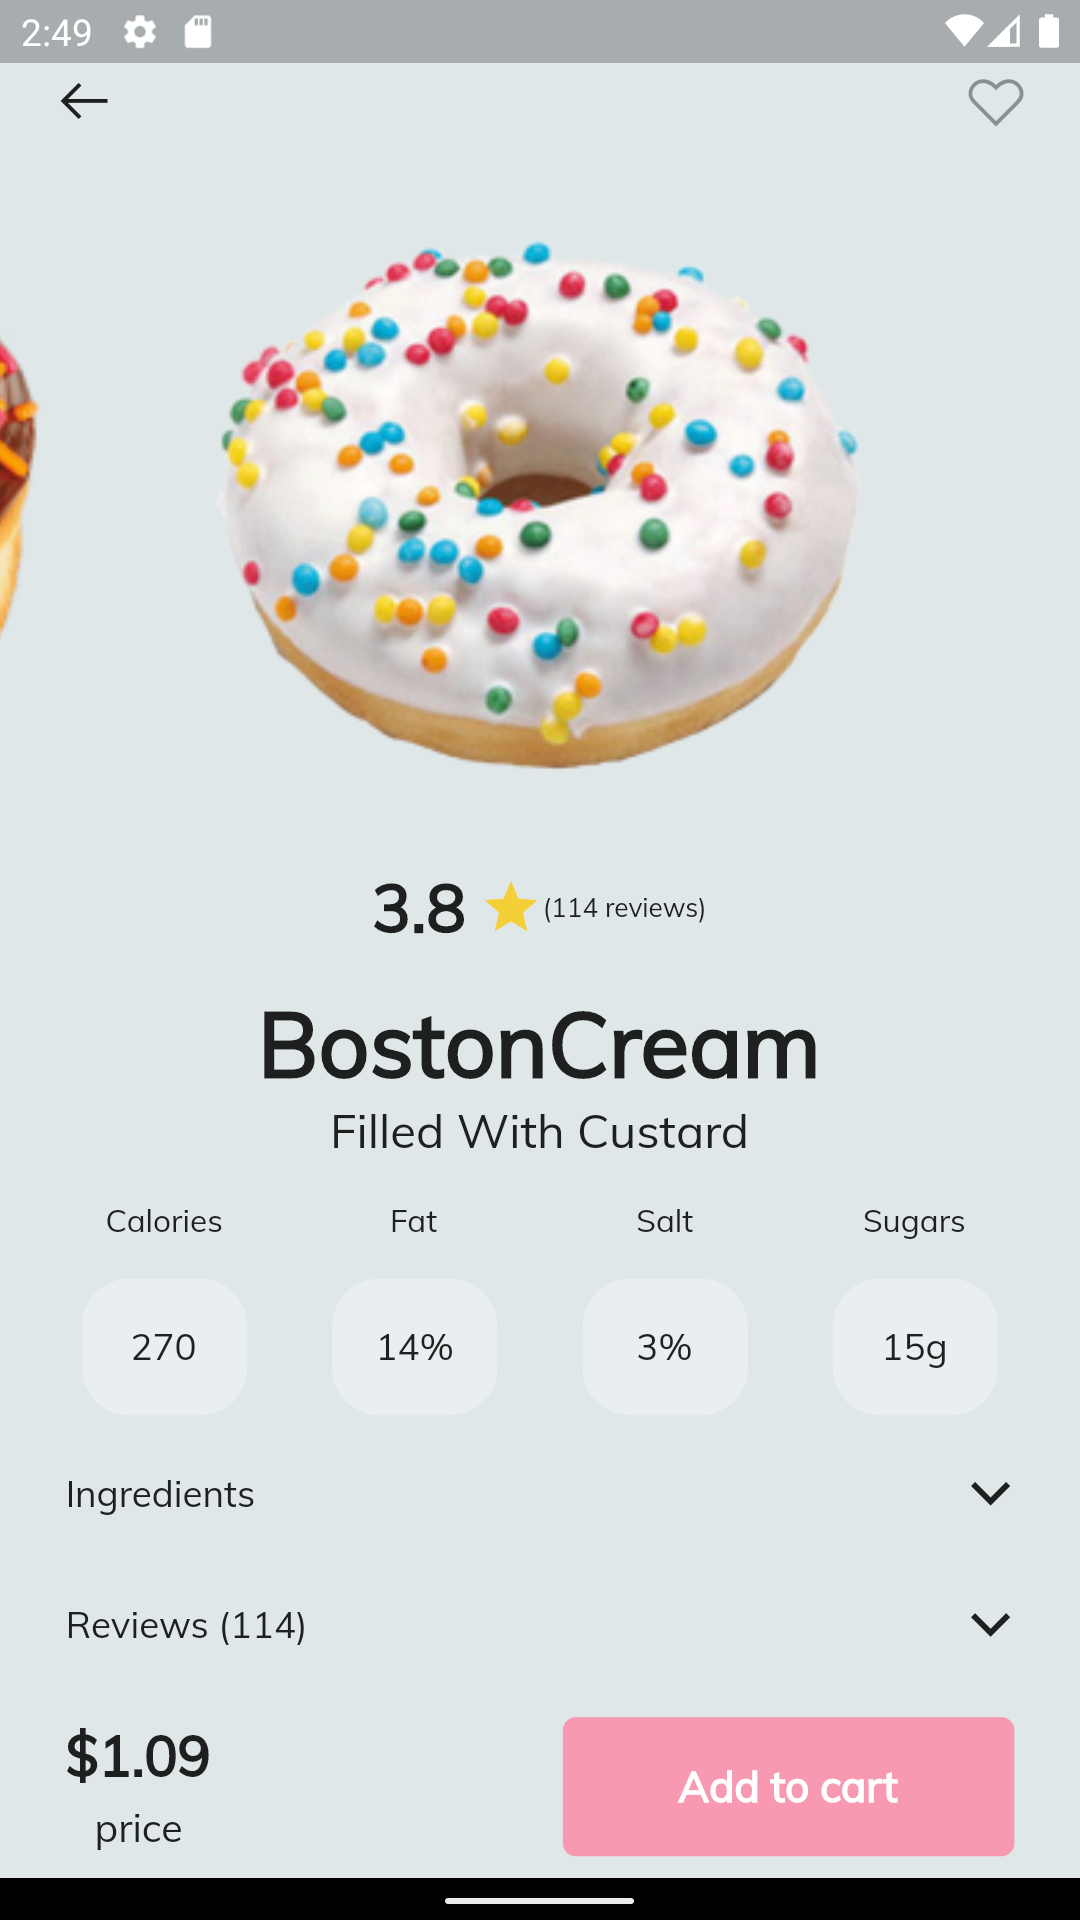 2:49
3.8 (114 reviews)
BostonCream
Filled With Custard
Calories Fat Salt Sugars
270 14% 3% 15g
Ingredients
Reviews (114)
$1.09
price
Add to cart